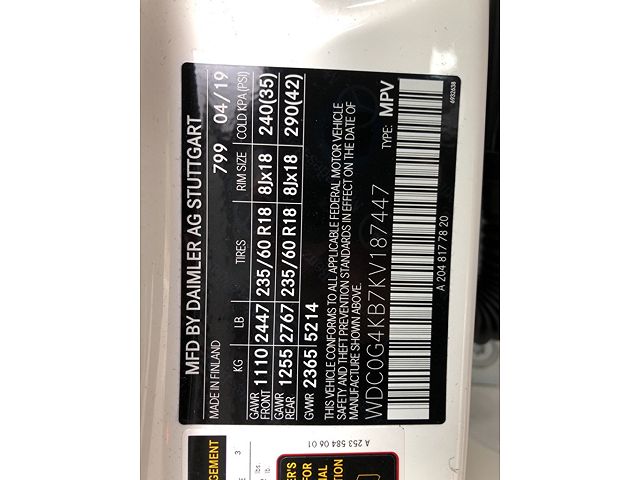 MFD BY DAIMLER AG STUTTGART
MADE IN FINLAND 799 04/19
KG LB TIRES RIM SIZE COLD KPA (PSI)
GAWR FRONT 1110 2447 235/60 R18 8Jx18 240(35)
GAWR REAR 1255 2767 235/60 R18 8Jx18 290(42)
GVWR 2365 5214
THIS VEHICLE CONFORMS TO ALL APPLICABLE FEDERAL MOTOR VEHICLE
SAFETY AND THEFT PREVENTION STANDARDS IN EFFECT ON THE DATE OF
MANUFACTURE SHOWN ABOVE.
WDC0G4KB7KV187447 TYPE: MPV
A 204 817 78 20
6932638
A 253 584 06 01
3
lbs.
lb.